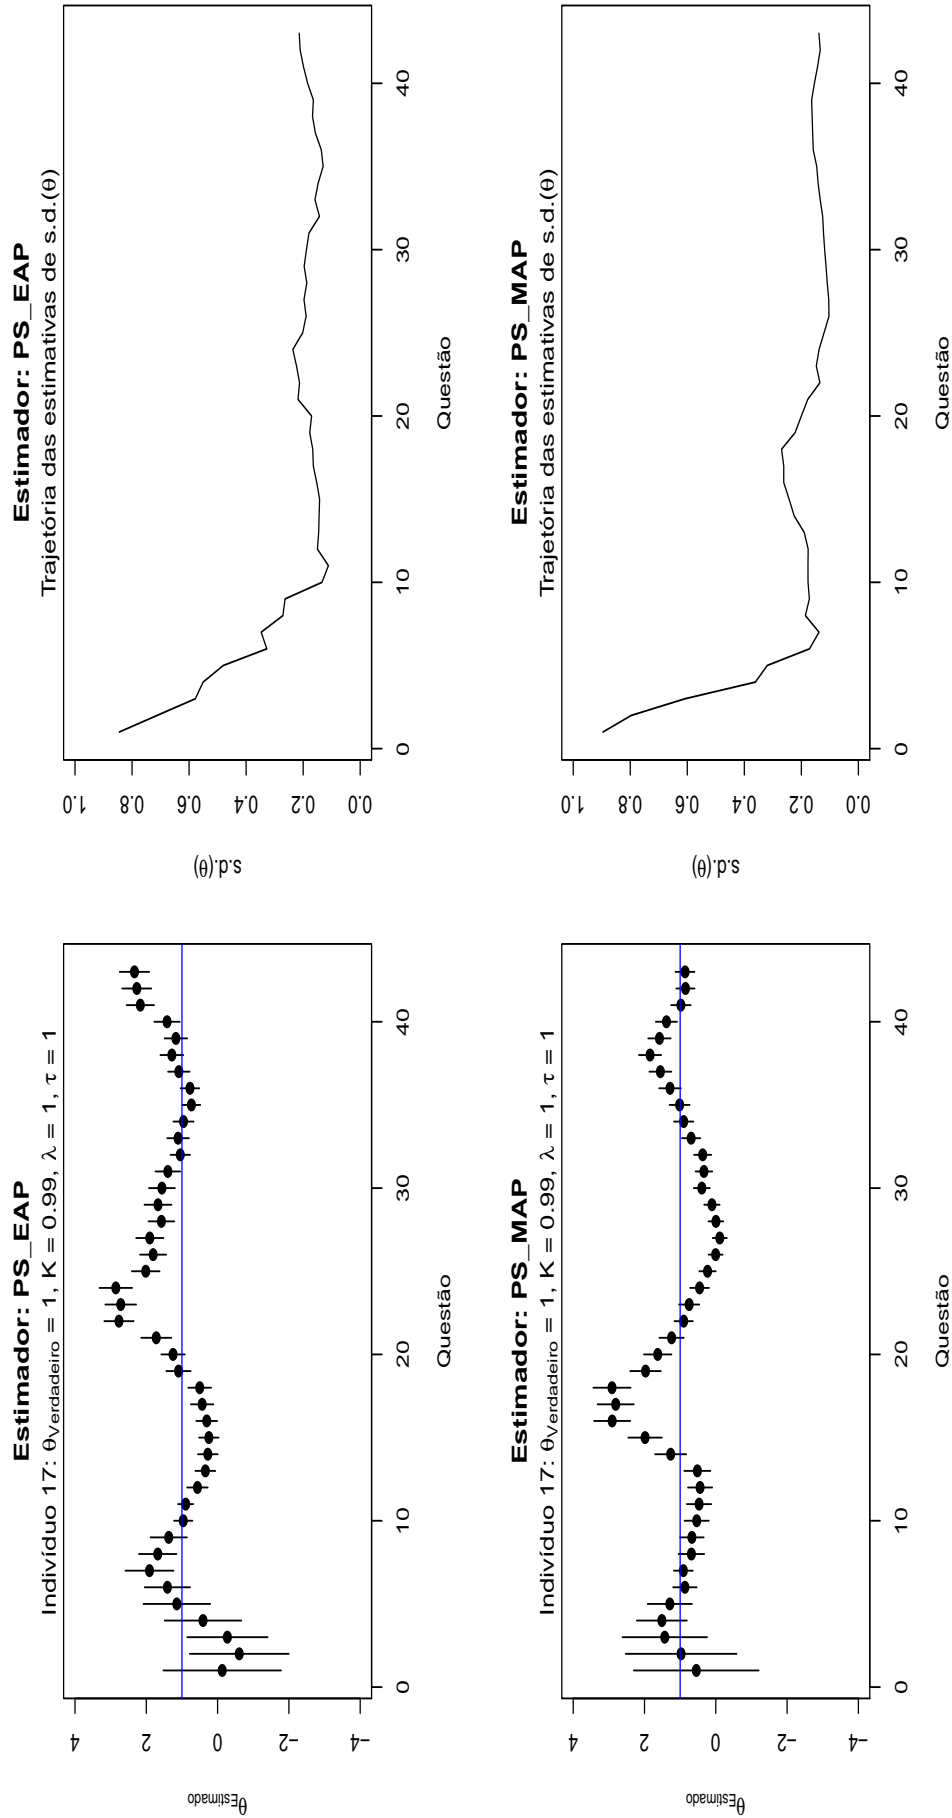 Estimador: PS_EAP
Indivíduo 17: θVerdadeiro = 1, K = 0.99, λ = 1, τ = 1
θEstimado
4
2
0
−2
−4
0
10
20
30
40
Questão
Estimador: PS_EAP
Trajetória das estimativas de s.d.(θ)
s.d.(θ)
1.0
0.8
0.6
0.4
0.2
0.0
0
10
20
30
40
Questão
Estimador: PS_MAP
Indivíduo 17: θVerdadeiro = 1, K = 0.99, λ = 1, τ = 1
θEstimado
4
2
0
−2
−4
0
10
20
30
40
Questão
Estimador: PS_MAP
Trajetória das estimativas de s.d.(θ)
s.d.(θ)
1.0
0.8
0.6
0.4
0.2
0.0
0
10
20
30
40
Questão